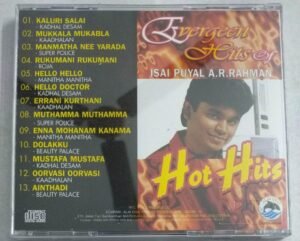 01. KALURI SALAI
- KADHAL DESAM
02. MUKKALA MUKABLA
- KAADHALAN
03. MANMATHA NEE YARADA
- SUPER POLICE
04. RUKUMANI RUKUMANI
- ROJA
05. HELLO HELLO
- MANITHA MANITHA
06. HELLO DOCTOR
- KADHAL DESAM
07. ERRANI KURTHANI
- KAADHALAN
08. MUTHAMMA MUTHAMMA
- SUPER POLICE
09. ENNA MOHANAM KANAMA
- MANITHA MANITHA
10. DOLAKKU
- BEAUTY PALACE
11. MUSTAFA MUSTAFA
- KADHAL DESAM
12. OORVASI OORVASI
- KAADHALAN
13. AINTHADI
- BEAUTY PALACE
Evergreen
Hits of
ISAI PUYAL A.R.RAHMAN
Hot Hits